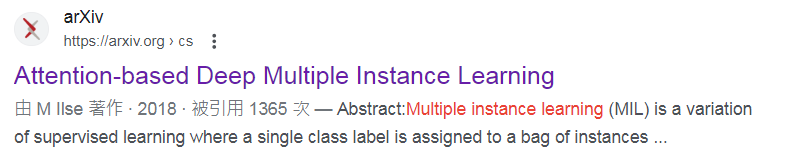 arXiv
https://arxiv.org › cs
Attention-based Deep Multiple Instance Learning
由 M Ilse 著作 · 2018 · 被引用 1365 次 — Abstract:Multiple instance learning (MIL) is a variation
of supervised learning where a single class label is assigned to a bag of instances ...